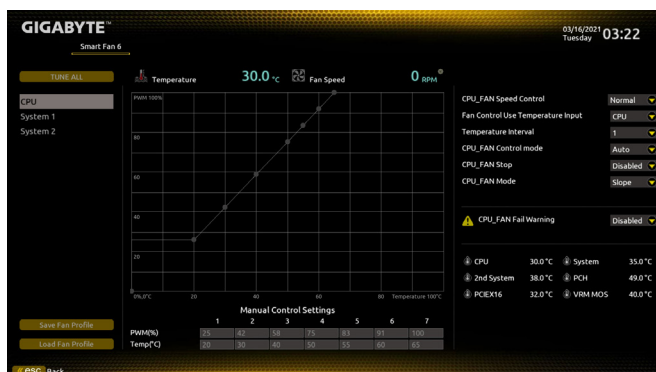 GIGABYTE™
Smart Fan 6
03/16/2021
Tuesday
03:22
TUNE ALL
Temperature 30.0 °C Fan Speed 0 RPM
CPU
System 1
System 2
PWM 100%
80
60
40
20
0%,0°C 20 40 60 80 Temperature 100°C
Manual Control Settings
1 2 3 4 5 6 7
PWM(%) 25 42 58 75 83 91 100
Temp(°C) 20 30 40 50 55 60 65
Save Fan Profile
Load Fan Profile
CPU_FAN Speed Control Normal
Fan Control Use Temperature Input CPU
Temperature Interval 1
CPU_FAN Control mode Auto
CPU_FAN Stop Disabled
CPU_FAN Mode Slope
CPU_FAN Fail Warning Disabled
CPU 30.0°C System 35.0°C
2nd System 38.0°C PCH 49.0°C
PCIEX16 32.0°C VRM MOS 40.0°C
esc Back